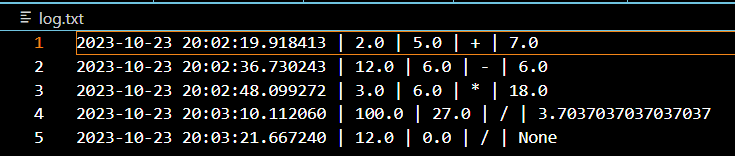 log.txt
1 2023-10-23 20:02:19.918413 | 2.0 | 5.0 | + | 7.0
2 2023-10-23 20:02:36.730243 | 12.0 | 6.0 | - | 6.0
3 2023-10-23 20:02:48.099272 | 3.0 | 6.0 | * | 18.0
4 2023-10-23 20:03:10.112060 | 100.0 | 27.0 | / | 3.7037037037037037
5 2023-10-23 20:03:21.667240 | 12.0 | 0.0 | / | None